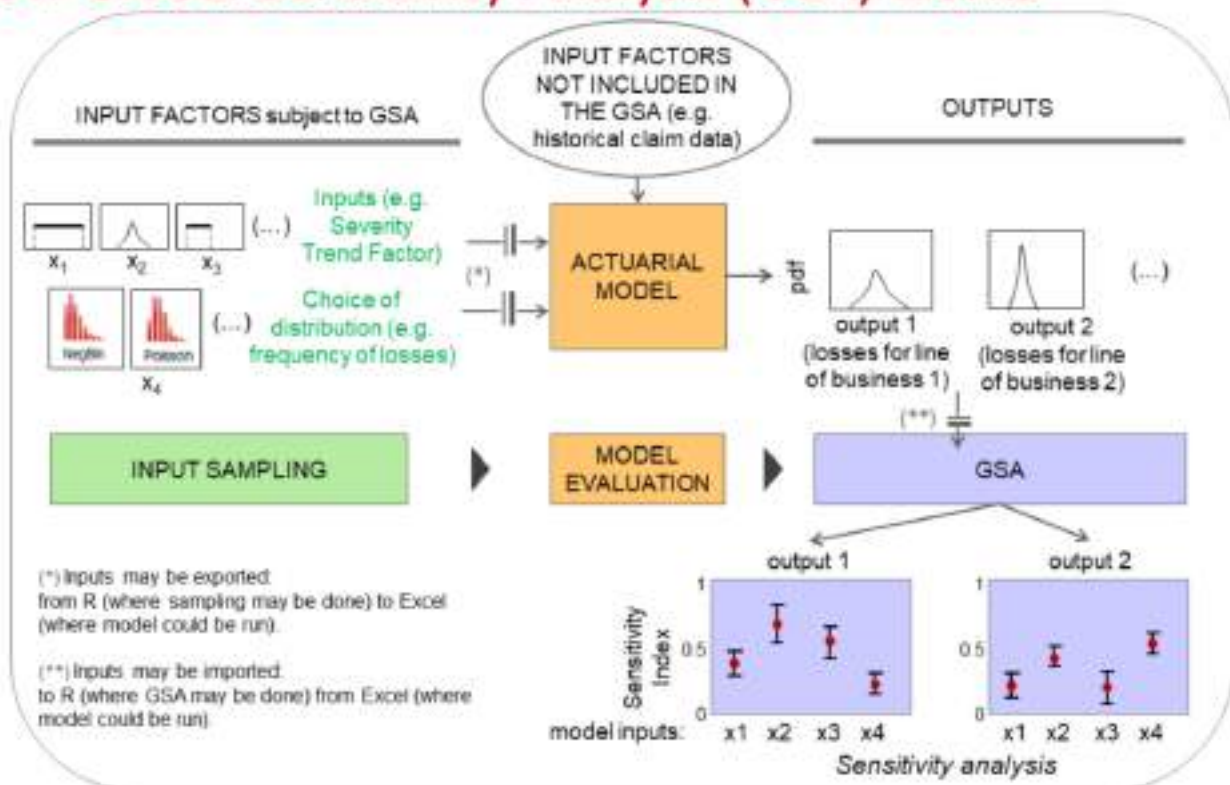 INPUT FACTORS subject to GSA
INPUT FACTORS
NOT INCLUDED IN
THE GSA (e.g.
historical claim data)
OUTPUTS
x1
x2
x3
(...)
Inputs (e.g.
Severity
Trend Factor)
(*)
NegBin
Poisson
x4
(...)
Choice of
distribution (e.g.
frequency of losses)
ACTUARIAL
MODEL
pdf
output 1
(losses for line
of business 1)
output 2
(losses for line
of business 2)
(...)
(**)
INPUT SAMPLING
MODEL
EVALUATION
GSA
(*) Inputs may be exported:
from R (where sampling may be done) to Excel
(where model could be run).
(**) Inputs may be imported:
to R (where GSA may be done) from Excel (where
model could be run).
output 1
Sensitivity
Index
1
0.5
0
model inputs:
x1 x2 x3 x4
output 2
1
0.5
0
x1 x2 x3 x4
Sensitivity analysis